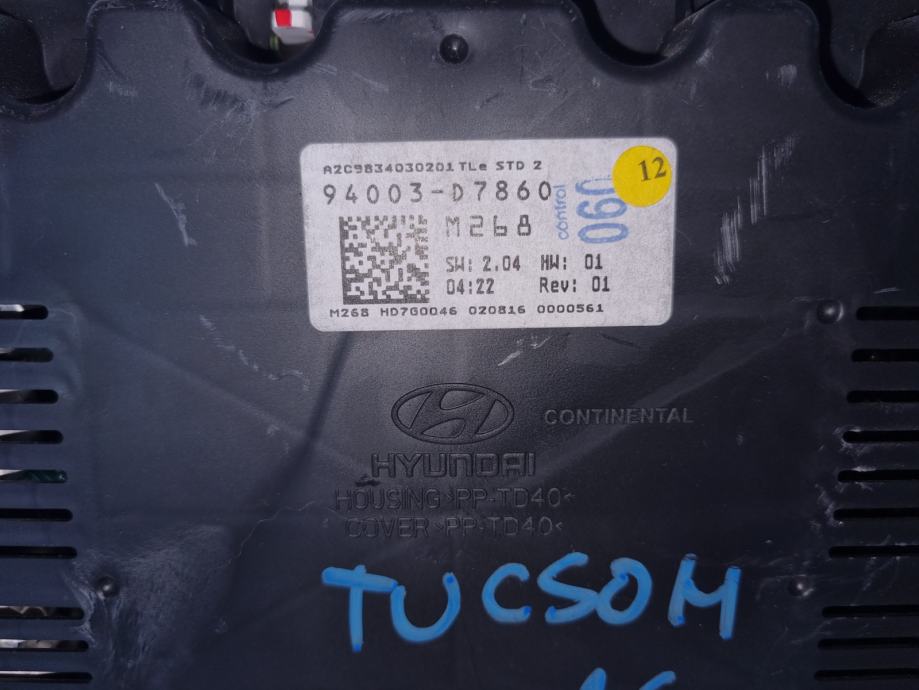 A2C9834030201 TLe STD 2
94003-D7860
12
control
060
M268
SW: 2.04 HW: 01
04:22 Rev: 01
M268 HD7G0046 020816 0000561
CONTINENTAL
HYUNDAI
HOUSING >PP-TD40<
COVER >PP-TD40<
TUCSOM